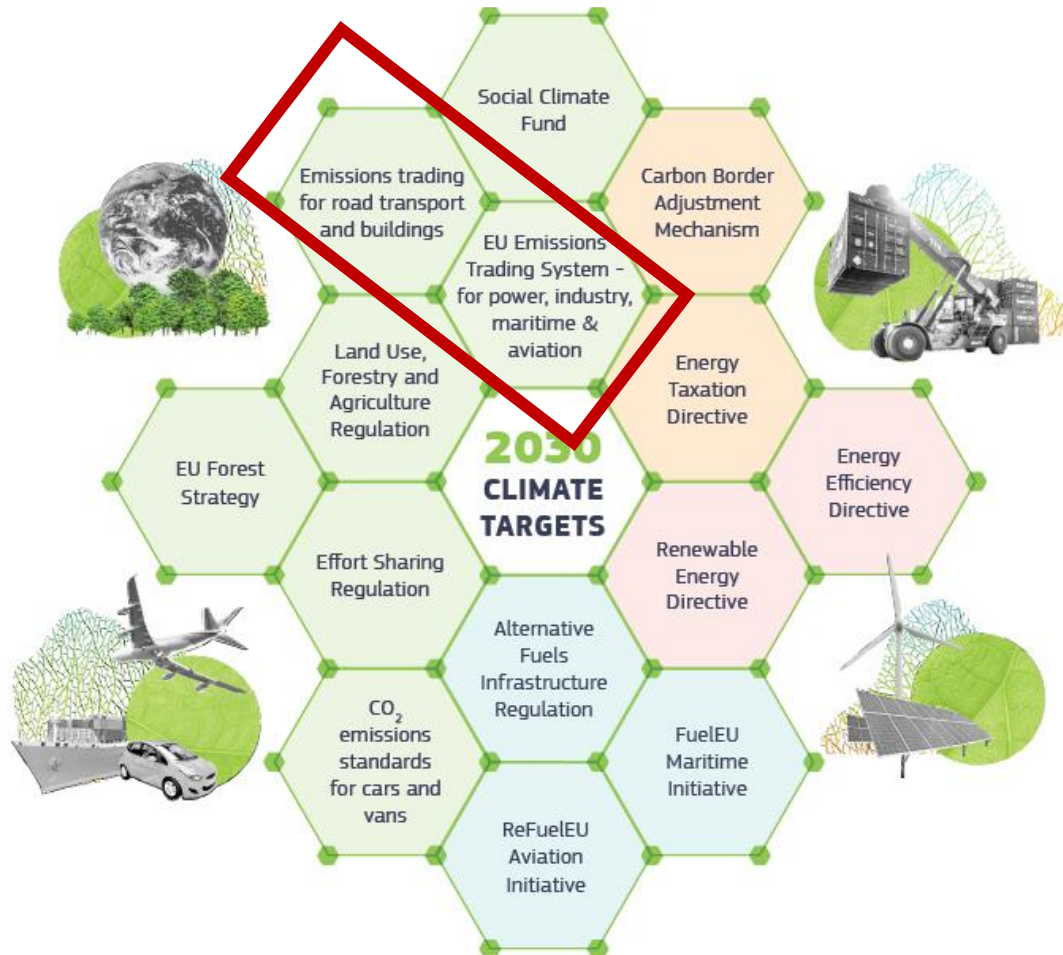 Social Climate
Fund
Emissions trading
for road transport
and buildings
Carbon Border
Adjustment
Mechanism
EU Emissions
Trading System -
for power, industry,
maritime &
aviation
Land Use,
Forestry and
Agriculture
Regulation
Energy
Taxation
Directive
EU Forest
Strategy
2030
CLIMATE
TARGETS
Energy
Efficiency
Directive
Effort Sharing
Regulation
Renewable
Energy
Directive
Alternative
Fuels
Infrastructure
Regulation
CO₂
emissions
standards
for cars and
vans
FuelEU
Maritime
Initiative
ReFuelEU
Aviation
Initiative